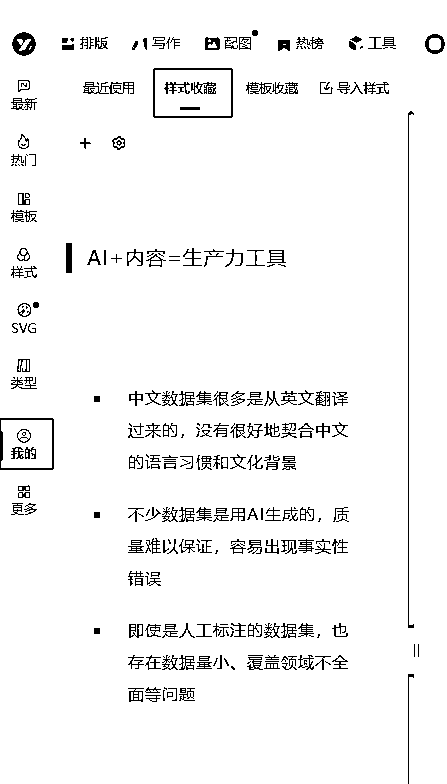 排版 写作 配图 热榜 工具
最近使用 样式收藏 模板收藏 导入样式
最新
热门
模板
样式
SVG
类型
我的
更多
AI+内容=生产力工具
中文数据集很多是从英文翻译
过来的，没有很好地契合中文
的语言习惯和文化背景
不少数据集是用AI生成的，质
量难以保证，容易出现事实性
错误
即使是人工标注的数据集，也
存在数据量小、覆盖领域不全
面等问题